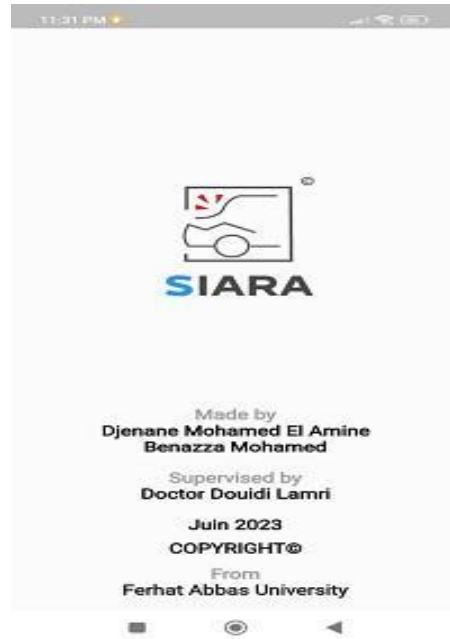 11:31 PM
©
SIARA
Made by
Djenane Mohamed El Amine
Benazza Mohamed
Supervised by
Doctor Douidi Lamri
Juin 2023
COPYRIGHT©
From
Ferhat Abbas University